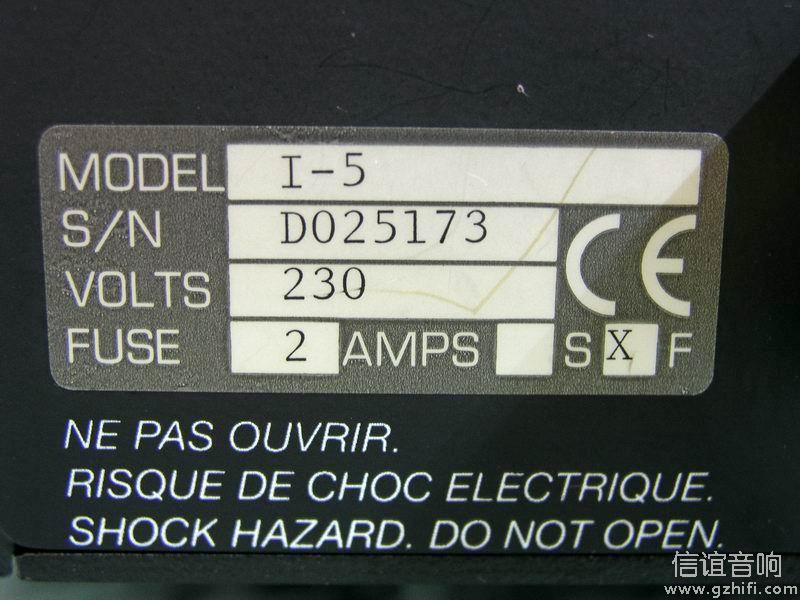 MODEL I-5
S/N D025173
VOLTS 230
FUSE 2 AMPS S X F
CE
NE PAS OUVRIR.
RISQUE DE CHOC ELECTRIQUE.
SHOCK HAZARD. DO NOT OPEN.
信谊音响
www.gzhifi.com